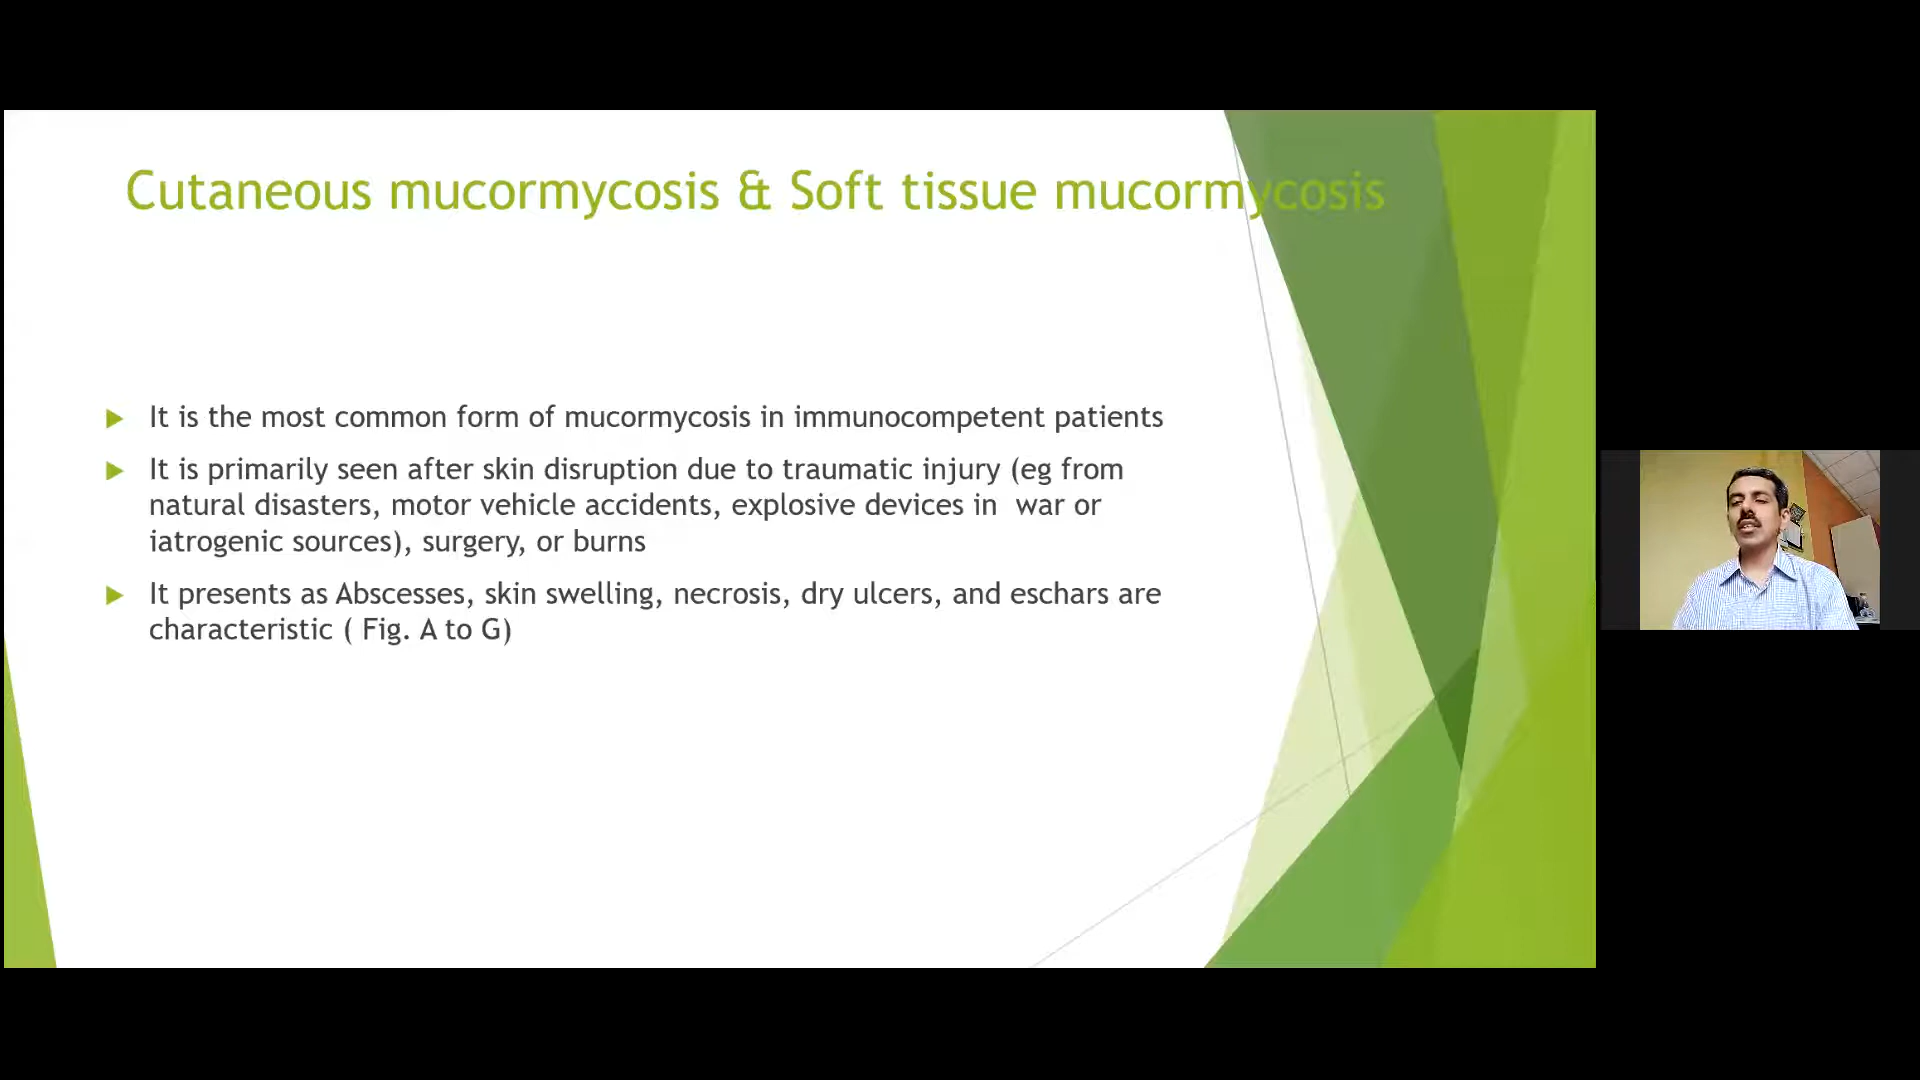 Cutaneous mucormycosis & Soft tissue mucormycosis
It is the most common form of mucormycosis in immunocompetent patients
It is primarily seen after skin disruption due to traumatic injury (eg from
natural disasters, motor vehicle accidents, explosive devices in  war or
iatrogenic sources), surgery, or burns
It presents as Abscesses, skin swelling, necrosis, dry ulcers, and eschars are
characteristic ( Fig. A to G)